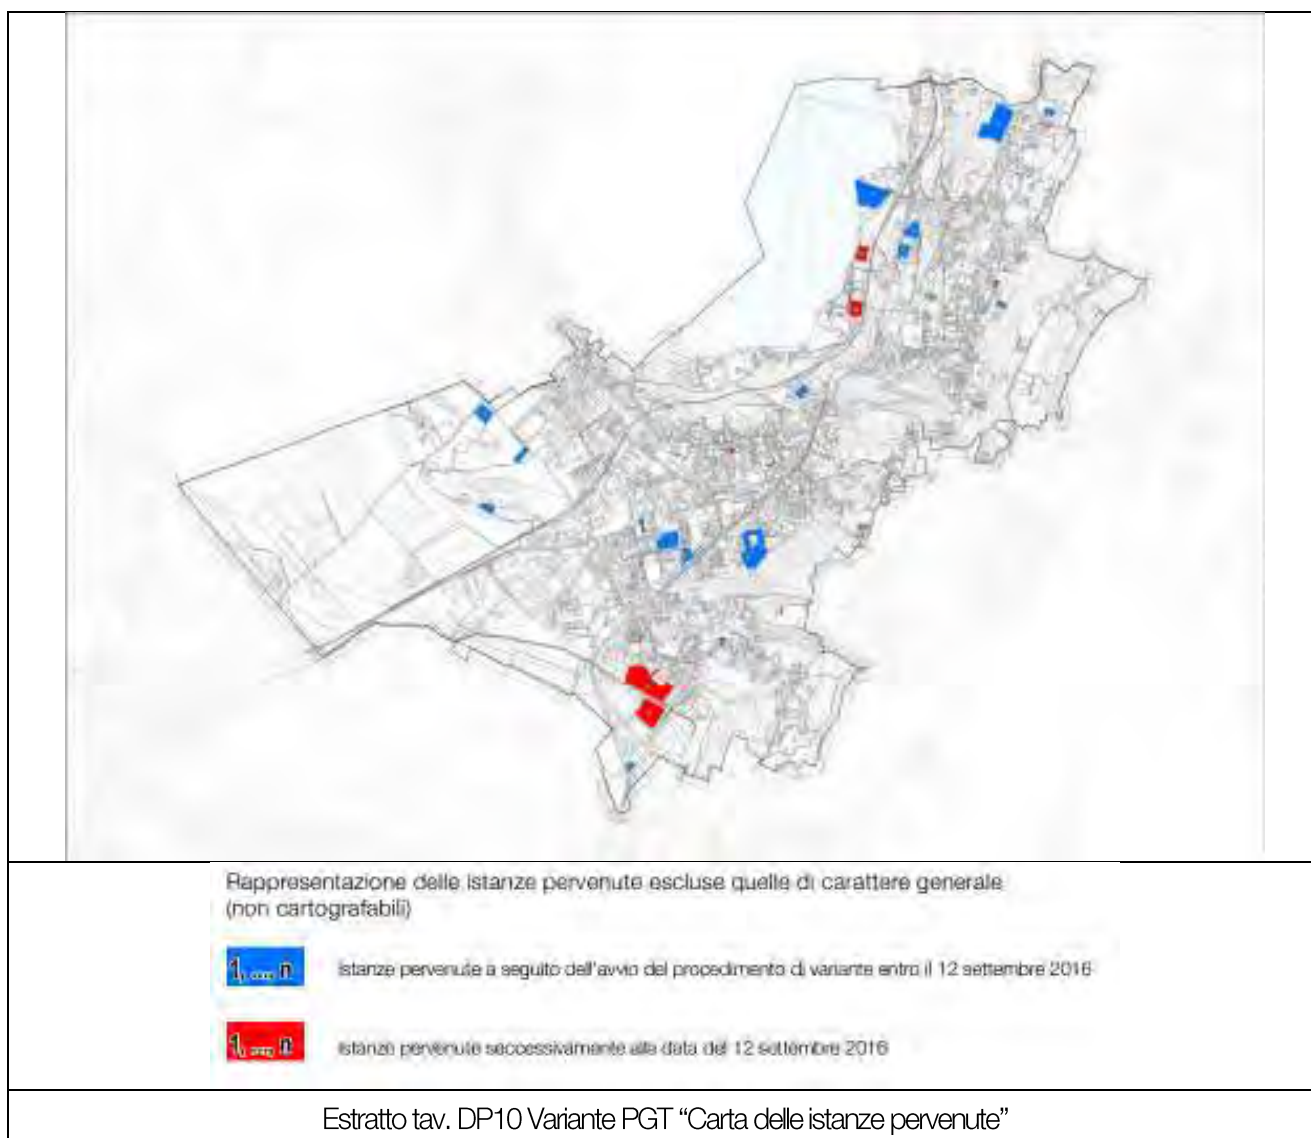 Rappresentazione delle istanze pervenute escluse quelle di carattere generale
(non cartografabili)
1, ..., n istanze pervenute a seguito dell'avvio del propedimento di variante entro il 12 settembre 2016
1, ..., n istanze pervenute seccessivamente alla data del 12 settembre 2016
Estratto tav. DP10 Variante PGT “Carta delle istanze pervenute”